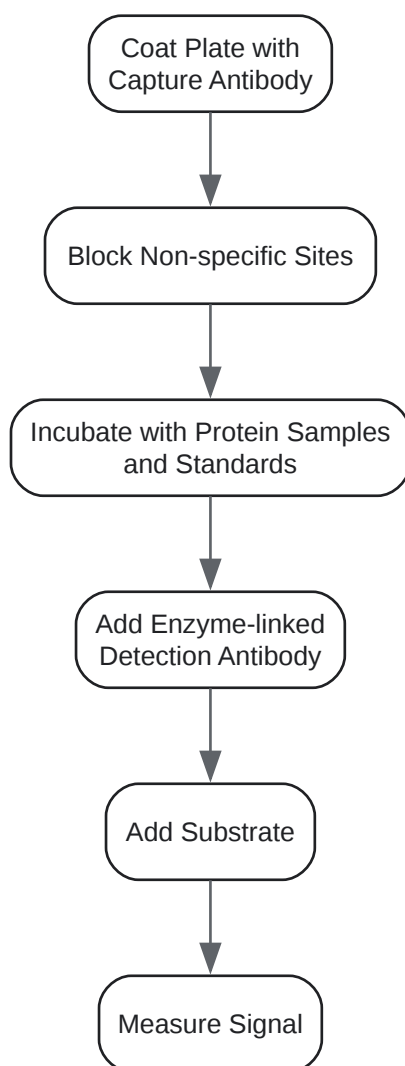 Coat Plate with
Capture Antibody
Block Non-specific Sites
Incubate with Protein Samples
and Standards
Add Enzyme-linked
Detection Antibody
Add Substrate
Measure Signal